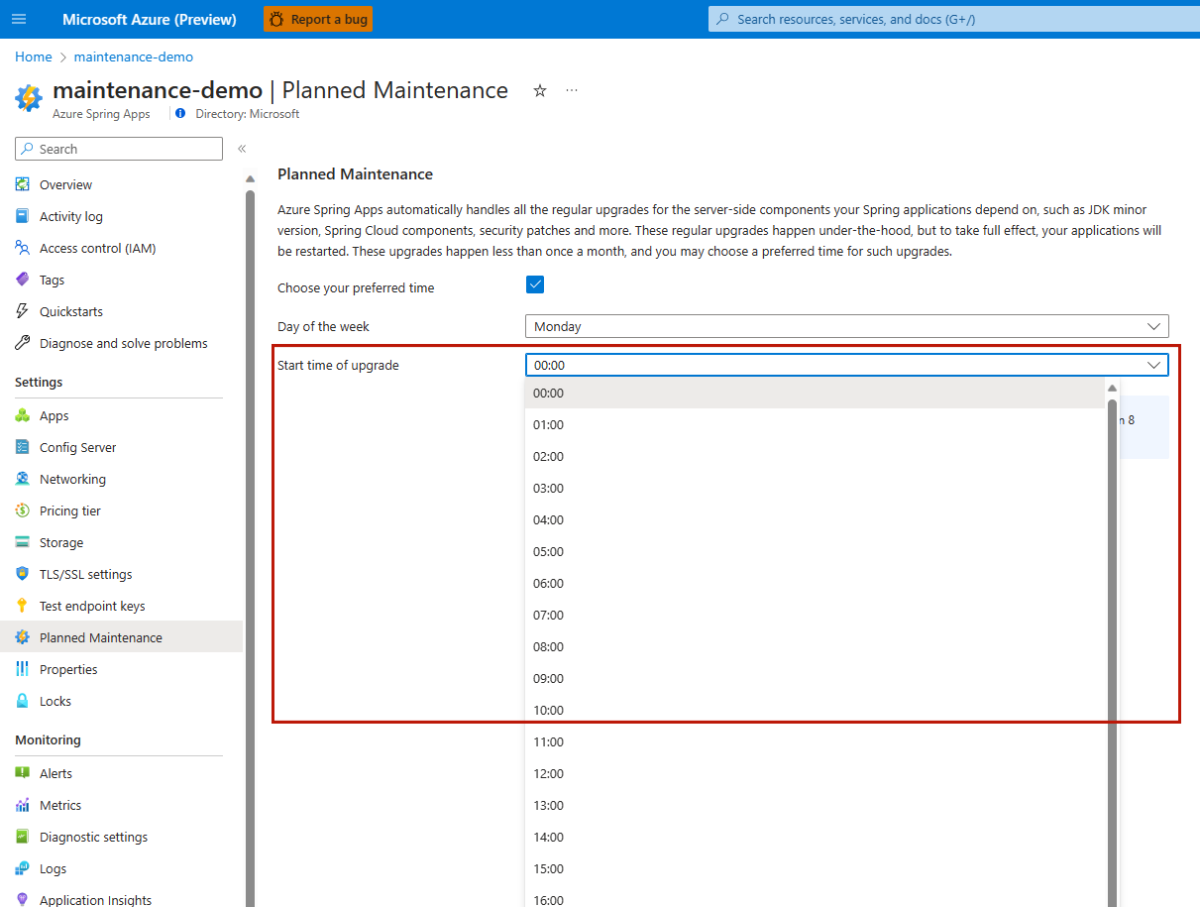 Microsoft Azure (Preview)
Report a bug
Search resources, services, and docs (G+/)
Home > maintenance-demo
maintenance-demo | Planned Maintenance
Azure Spring Apps
Directory: Microsoft
Search
Overview
Activity log
Access control (IAM)
Tags
Quickstarts
Diagnose and solve problems
Settings
Apps
Config Server
Networking
Pricing tier
Storage
TLS/SSL settings
Test endpoint keys
Planned Maintenance
Properties
Locks
Monitoring
Alerts
Metrics
Diagnostic settings
Logs
Application Insights
Planned Maintenance
Azure Spring Apps automatically handles all the regular upgrades for the server-side components your Spring applications depend on, such as JDK minor
version, Spring Cloud components, security patches and more. These regular upgrades happen under-the-hood, but to take full effect, your applications will
be restarted. These upgrades happen less than once a month, and you may choose a preferred time for such upgrades.
Choose your preferred time
Day of the week
Monday
Start time of upgrade
00:00
00:00
01:00
02:00
03:00
04:00
05:00
06:00
07:00
08:00
09:00
10:00
11:00
12:00
13:00
14:00
15:00
16:00
8